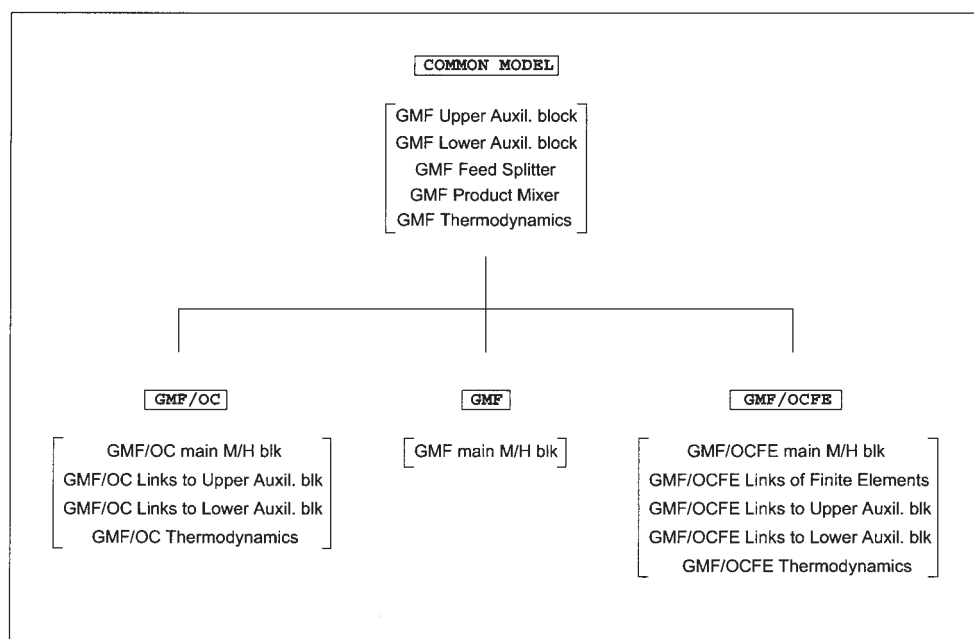 COMMON MODEL
GMF Upper Auxil. block
GMF Lower Auxil. block
GMF Feed Splitter
GMF Product Mixer
GMF Thermodynamics
GMF/OC
GMF/OC main M/H blk
GMF/OC Links to Upper Auxil. blk
GMF/OC Links to Lower Auxil. blk
GMF/OC Thermodynamics
GMF
GMF main M/H blk
GMF/OCFE
GMF/OCFE main M/H blk
GMF/OCFE Links of Finite Elements
GMF/OCFE Links to Upper Auxil. blk
GMF/OCFE Links to Lower Auxil. blk
GMF/OCFE Thermodynamics